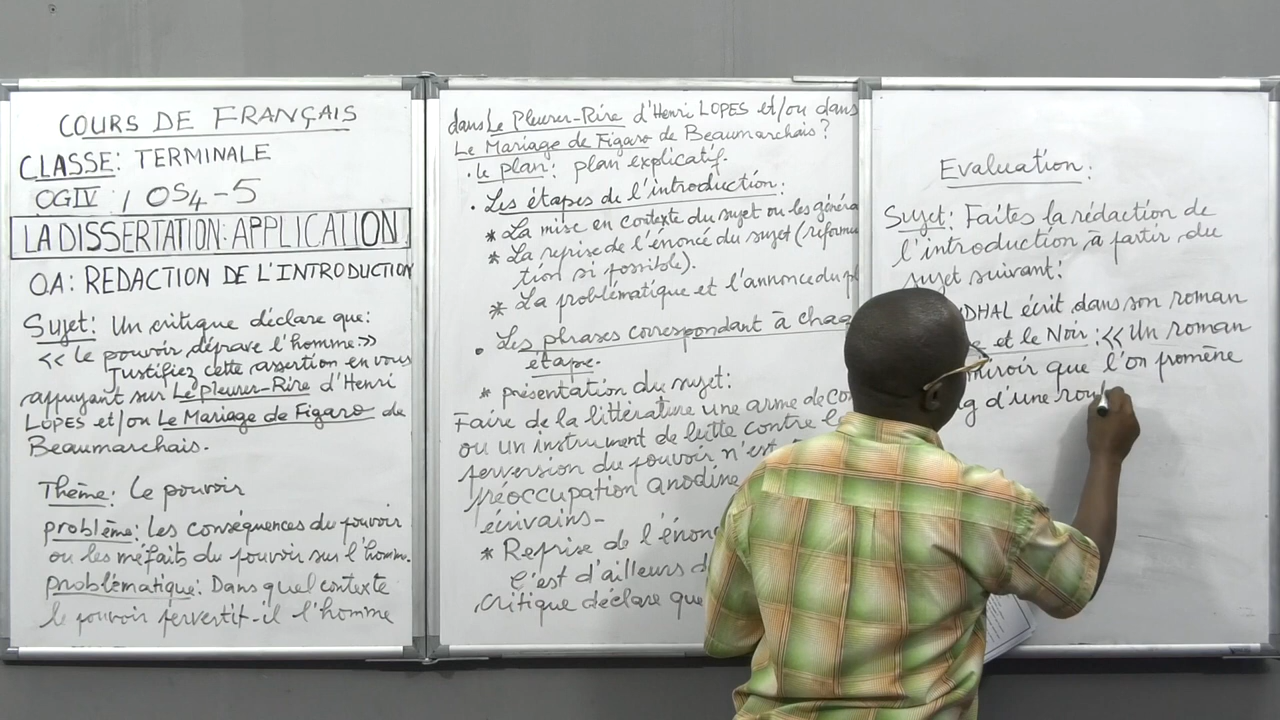 COURS DE FRANÇAIS
CLASSE: TERMINALE
OGIV / OS4-5
LA DISSERTATION: APPLICATION
OA: REDACTION DE L'INTRODUCTION
Sujet: Un critique déclare que:
<< Le pouvoir déprave l'homme>>
Justifiez cette assertion en vous
appuyant sur Le Pleurer-Rire d'Henri
LOPES et/ou Le Mariage de Figaro de
Beaumarchais.
Thème: Le pouvoir
problème: Les conséquences du pouvoir
ou les méfaits du pouvoir sur l'homme.
problématique: Dans quel contexte
le pouvoir pervertit-il l'homme
dans Le Pleurer-Rire d'Henri LOPES et/ou dans
Le Mariage de Figaro de Beaumarchais?
. le plan: plan explicatif.
. Les étapes de l'introduction:
* La mise en contexte du sujet ou les généra
* La reprise de l'énoncé du sujet (reformu
tion si possible).
* La problématique et l'annonce du pl
. Les phrases correspondant à chaq
étape.
* présentation du sujet:
Faire de la littérature une arme de co
ou un instrument de lutte contre
perversion du pouvoir n'est
préoccupation anodine
écrivains-
* Reprise de l'énon
C'est d'ailleurs d
critique déclare que
Evaluation:
Sujet: Faites la rédaction de
l'introduction à partir du
sujet suivant:
DHAL écrit dans son roman
et le Noir: << Un roman
miroir que l'on promène
g d'une rou